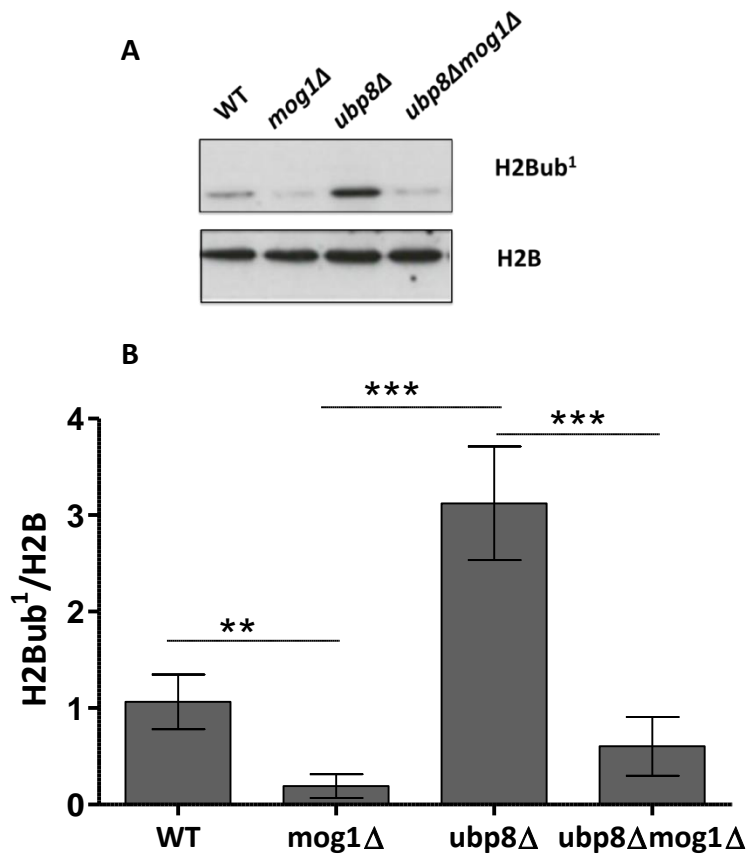 A
WT mog1Δ ubp8Δ ubp8Δmog1Δ
H2Bub¹
H2B
B
***
***
**
H2Bub¹/H2B
4
3
2
1
0
WT mog1Δ ubp8Δ ubp8Δmog1Δ